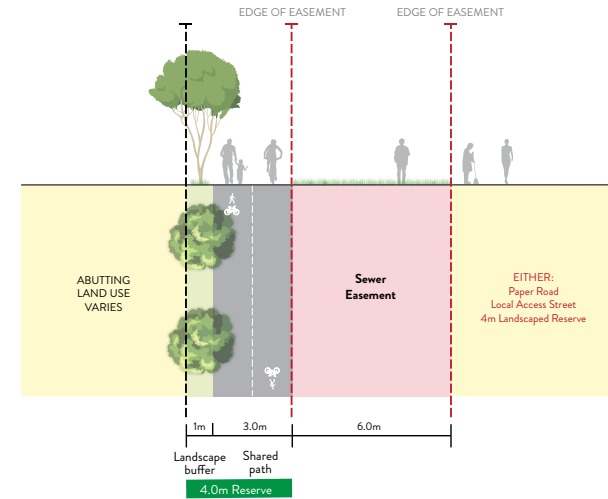 EDGE OF EASEMENT
EDGE OF EASEMENT
ABUTTING
LAND USE
VARIES
Sewer
Easement
EITHER:
Paper Road
Local Access Street
4m Landscaped Reserve
1m
3.0m
6.0m
Landscape
buffer
Shared
path
4.0m Reserve